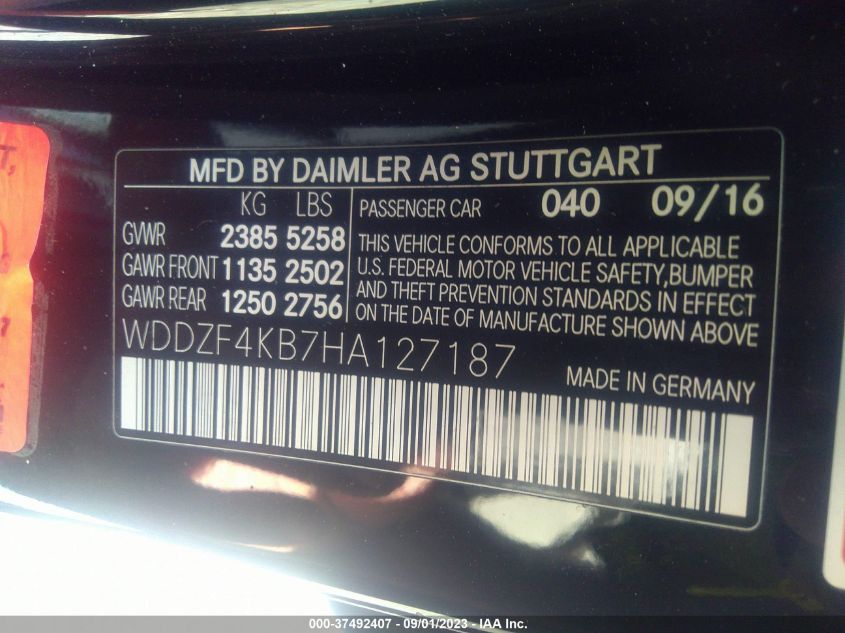 MFD BY DAIMLER AG STUTTGART
KG LBS
GVWR 2385 5258
GAWR FRONT 1135 2502
GAWR REAR 1250 2756
PASSENGER CAR 040 09/16
THIS VEHICLE CONFORMS TO ALL APPLICABLE
U.S. FEDERAL MOTOR VEHICLE SAFETY,BUMPER
AND THEFT PREVENTION STANDARDS IN EFFECT
ON THE DATE OF MANUFACTURE SHOWN ABOVE
WDDZF4KB7HA127187
MADE IN GERMANY
000-37492407 - 09/01/2023 - IAA Inc.